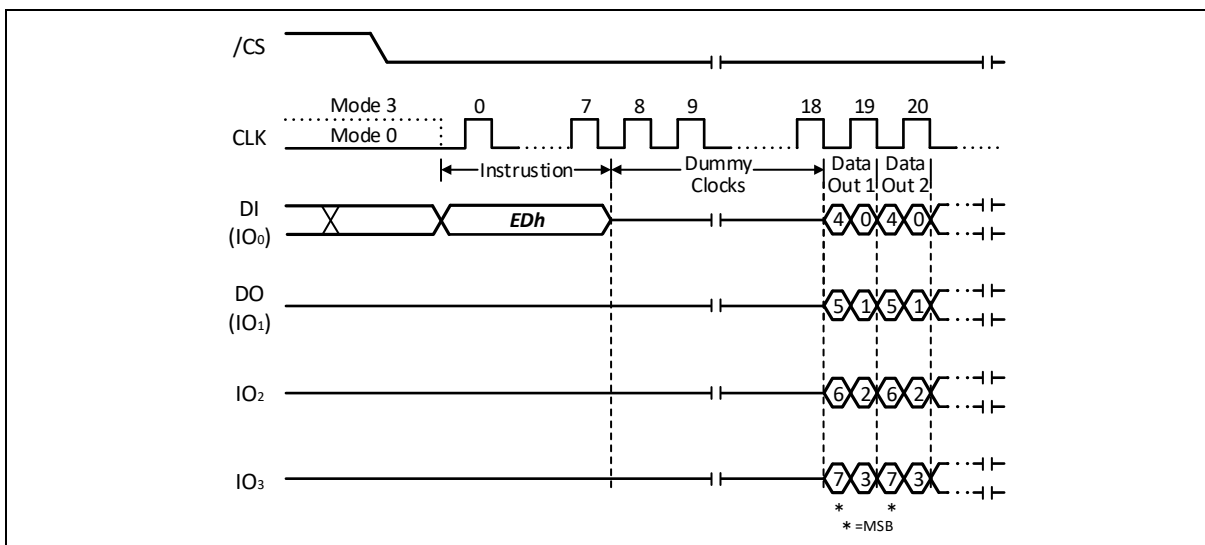 /CS
Mode 3 0 7 8 9 18 19 20
CLK Mode 0
Instrustion Dummy Clocks Data Out 1 Data Out 2
DI (IO₀) EDh 4 0 4 0
DO (IO₁) 5 1 5 1
IO₂ 6 2 6 2
IO₃ 7 3 7 3
* *
* =MSB